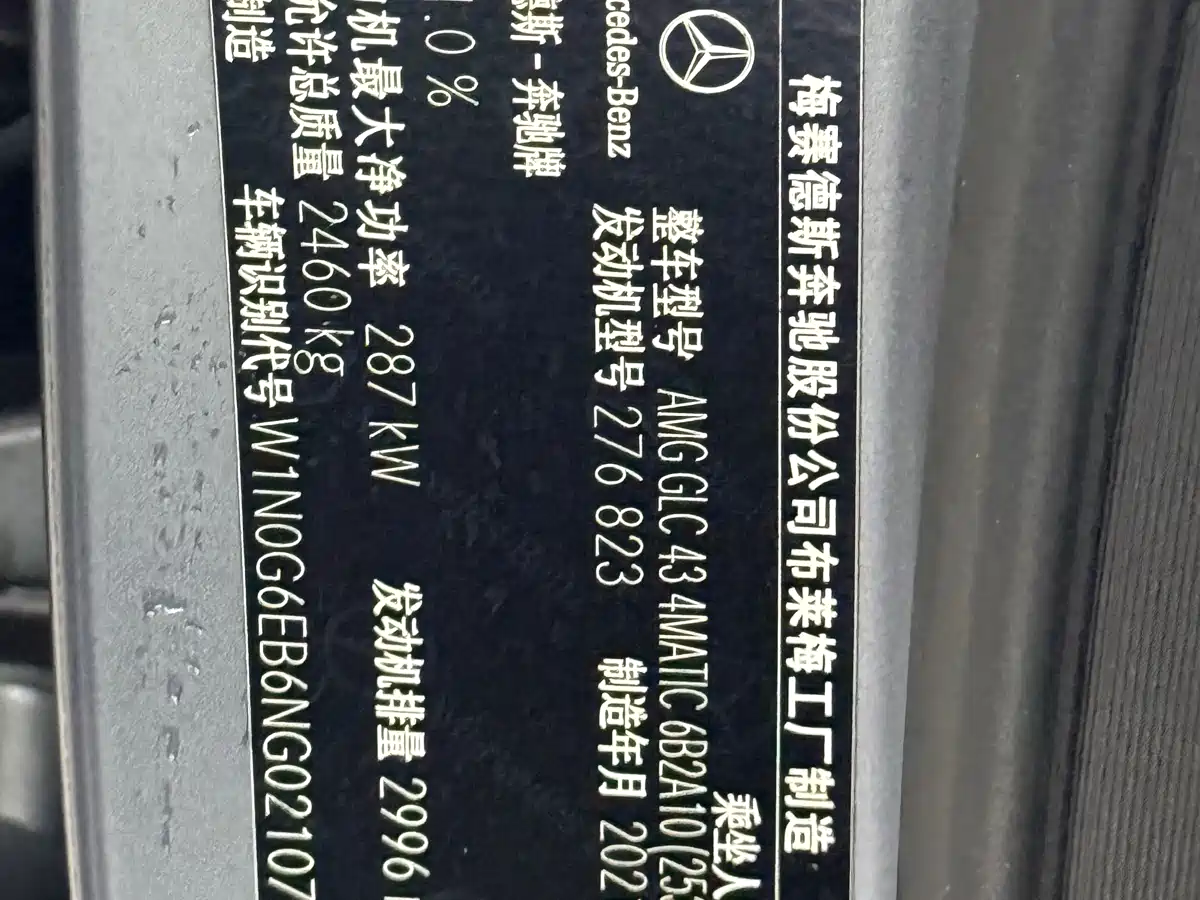 梅赛德斯奔驰股份公司布莱梅工厂制造
乘坐人
整车型号 AMG GLC 43 4MATIC 6B2A10(25
Mercedes-Benz 发动机型号 276 823 制造年月 202
德斯-奔驰牌
.0%
机最大净功率 287 kW 发动机排量 2996
允许总质量 2460 kg
制造 车辆识别代号 W1N0G6EB6NG02107